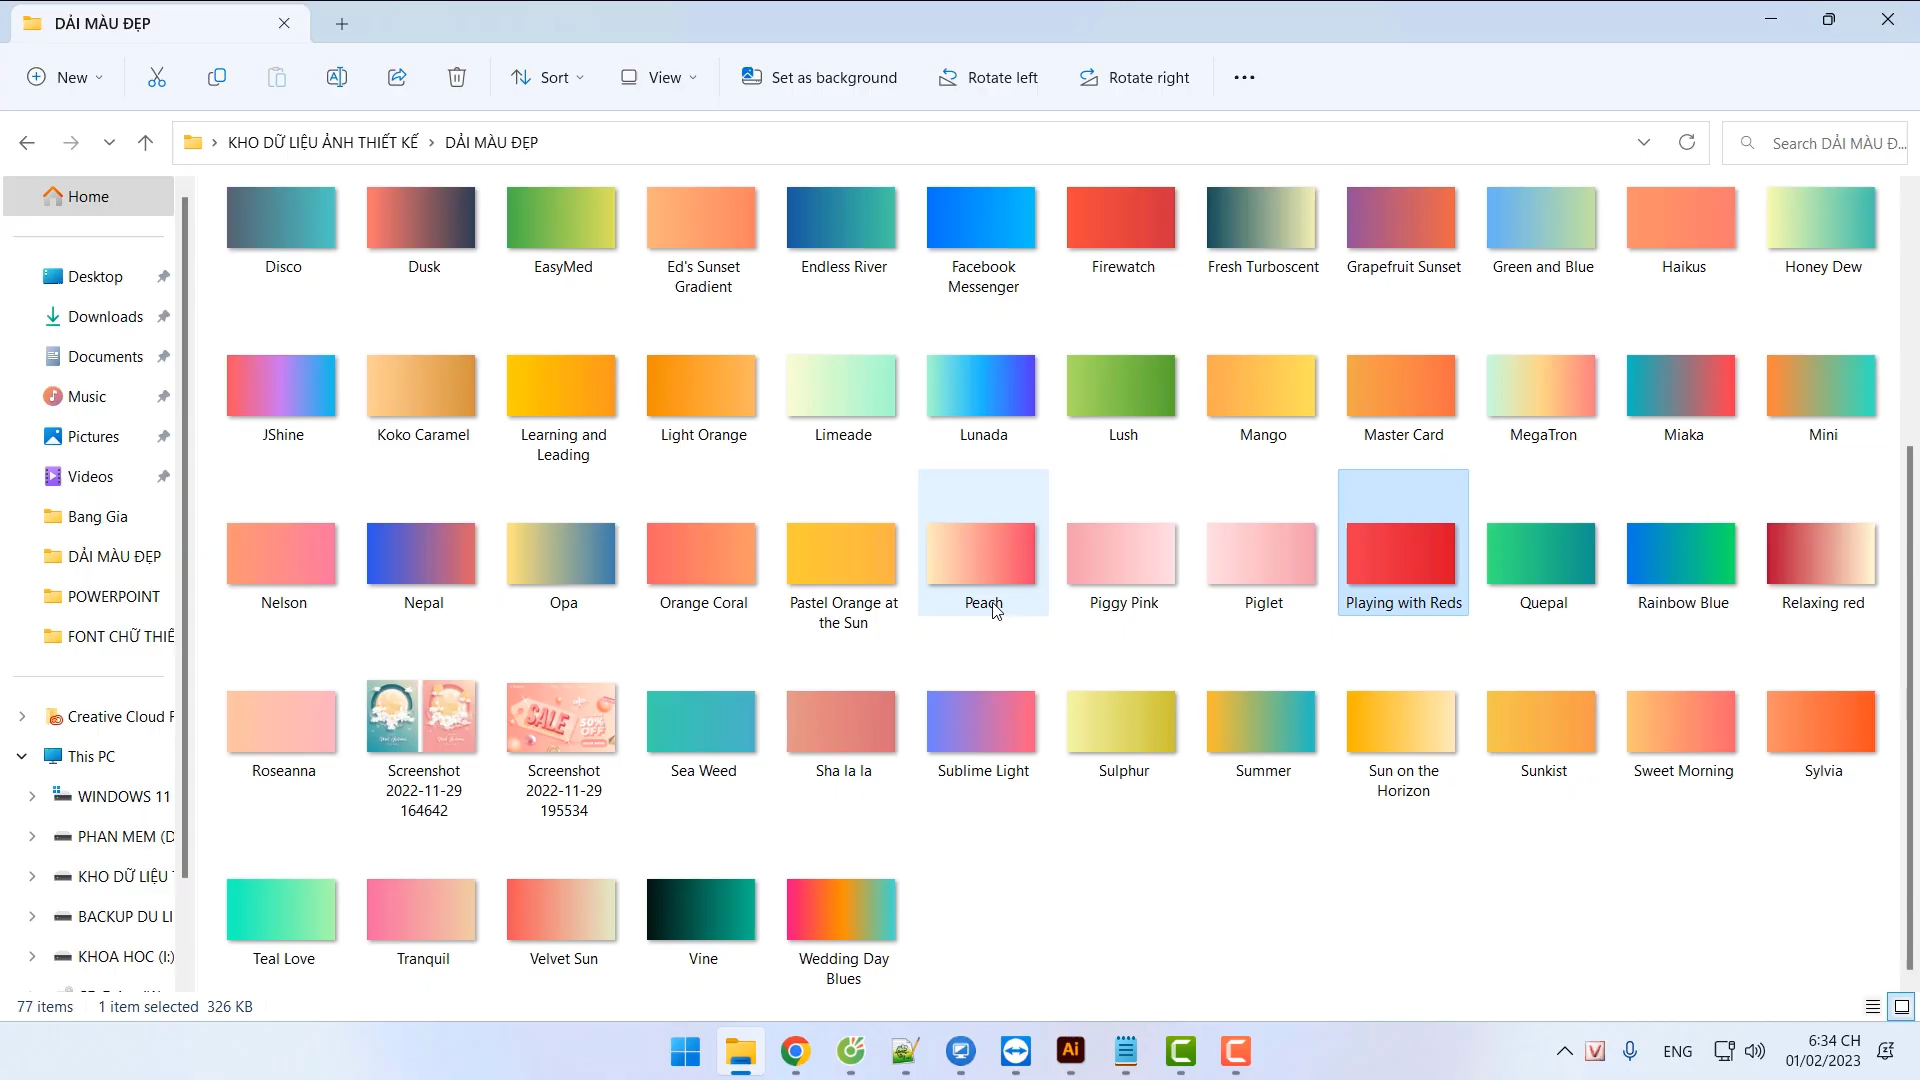 DẢI MÀU ĐẸP
New
Sort
View
Set as background
Rotate left
Rotate right
KHO DỮ LIỆU ẢNH THIẾT KẾ > DẢI MÀU ĐẸP
Search DẢI MÀU Đ...
Home
Desktop
Downloads
Documents
Music
Pictures
Videos
Bang Gia
DẢI MÀU ĐẸP
POWERPOINT
FONT CHỮ THIẾ
Creative Cloud F
This PC
WINDOWS 11
PHAN MEM (D
KHO DỮ LIỆU
BACKUP DU LI
KHOA HOC (I:)
Disco
Dusk
EasyMed
Ed's Sunset
Gradient
Endless River
Facebook
Messenger
Firewatch
Fresh Turboscent
Grapefruit Sunset
Green and Blue
Haikus
Honey Dew
JShine
Koko Caramel
Learning and
Leading
Light Orange
Limeade
Lunada
Lush
Mango
Master Card
MegaTron
Miaka
Mini
Nelson
Nepal
Opa
Orange Coral
Pastel Orange at
the Sun
Peach
Piggy Pink
Piglet
Playing with Reds
Quepal
Rainbow Blue
Relaxing red
Roseanna
Screenshot
2022-11-29
164642
SALE
50%
OFF
Screenshot
2022-11-29
195534
Sea Weed
Sha la la
Sublime Light
Sulphur
Summer
Sun on the
Horizon
Sunkist
Sweet Morning
Sylvia
Teal Love
Tranquil
Velvet Sun
Vine
Wedding Day
Blues
77 items
1 item selected 326 KB
Ai
ENG
6:34 CH
01/02/2023